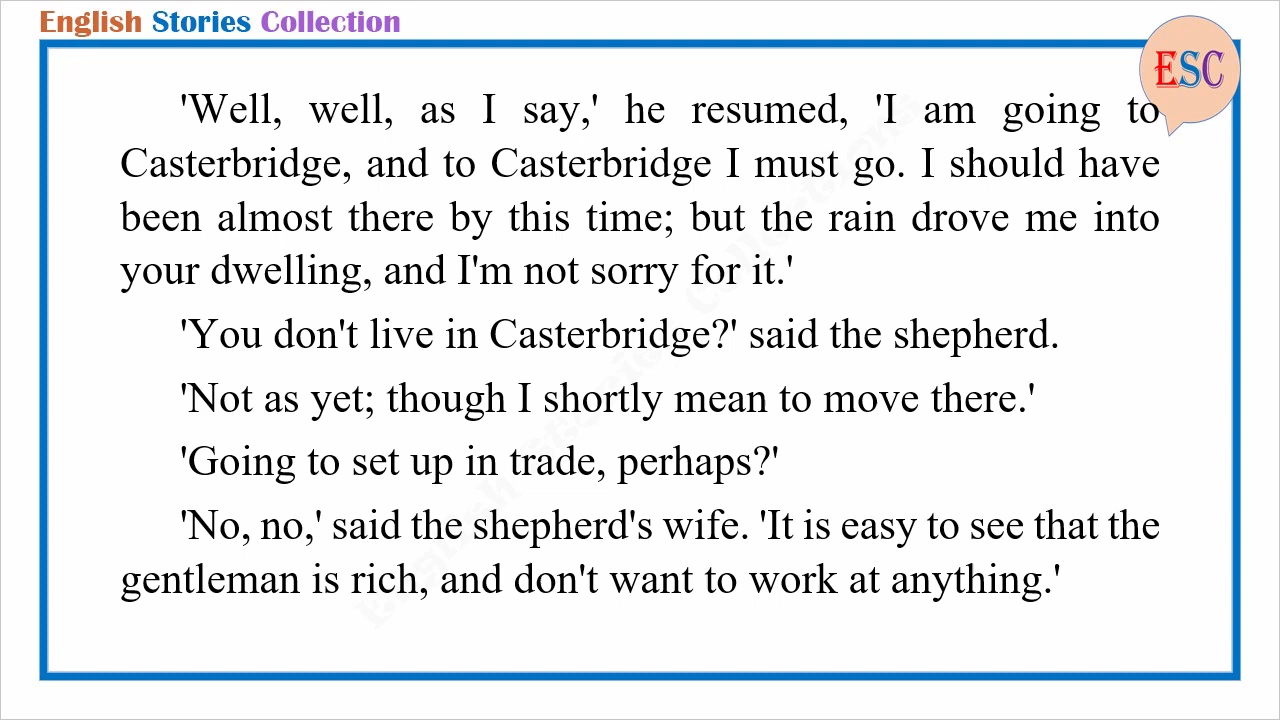 English Stories Collection
ESC
'Well, well, as I say,' he resumed, 'I am going to
Casterbridge, and to Casterbridge I must go. I should have
been almost there by this time; but the rain drove me into
your dwelling, and I'm not sorry for it.'
'You don't live in Casterbridge?' said the shepherd.
'Not as yet; though I shortly mean to move there.'
'Going to set up in trade, perhaps?'
'No, no,' said the shepherd's wife. 'It is easy to see that the
gentleman is rich, and don't want to work at anything.'